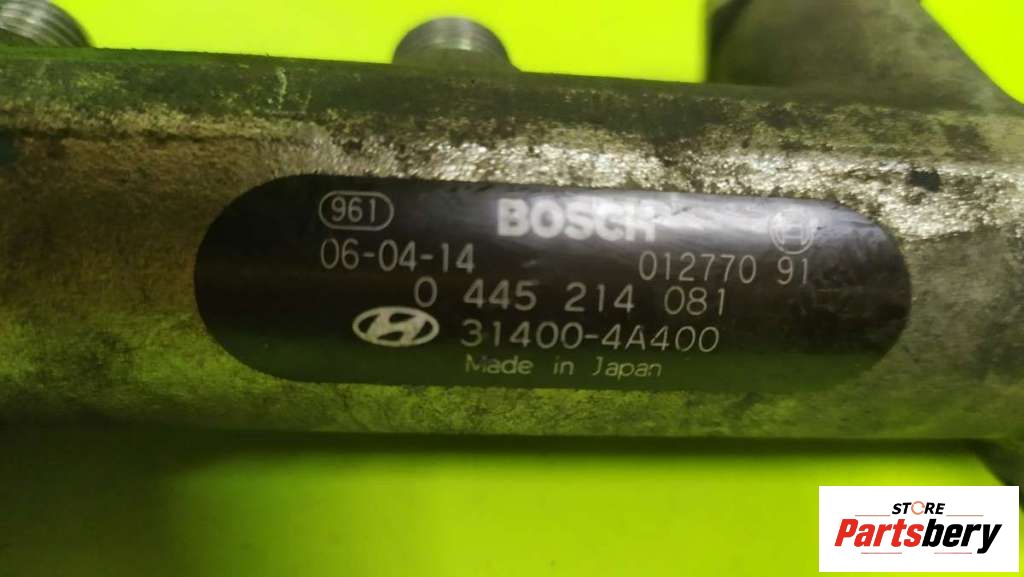 961 BOSCH
06-04-14 012770 91
0 445 214 081
31400-4A400
Made in Japan
STORE
Partsbery